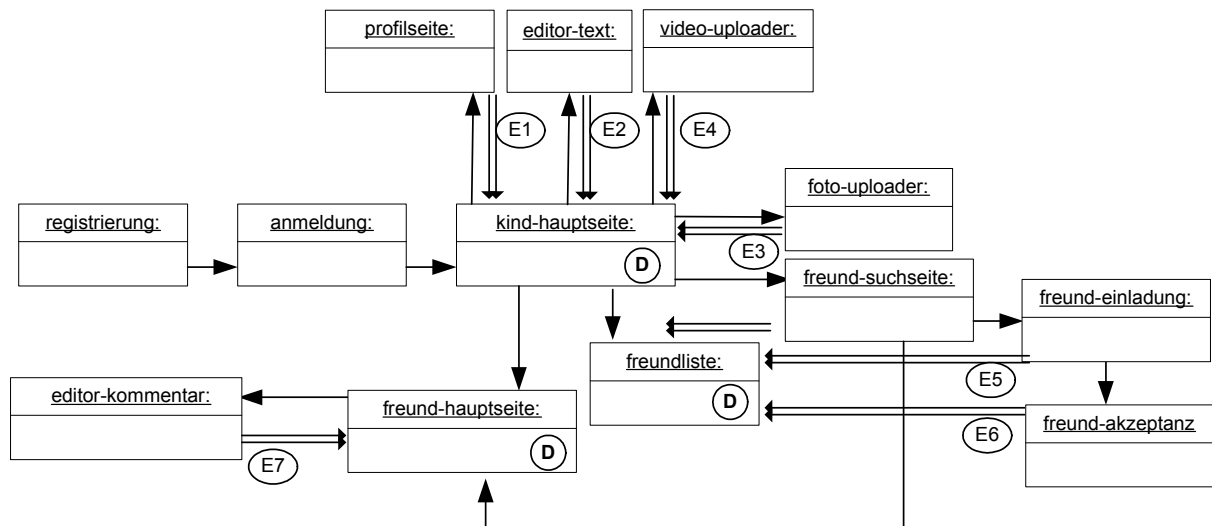 profilseite:
editor-text:
video-uploader:
E1
E2
E4
foto-uploader:
registrierung:
anmeldung:
kind-hauptseite:
E3
D
freund-suchseite:
freund-einladung:
freundliste:
E5
D
editor-kommentar:
freund-hauptseite:
freund-akzeptanz
E6
D
E7